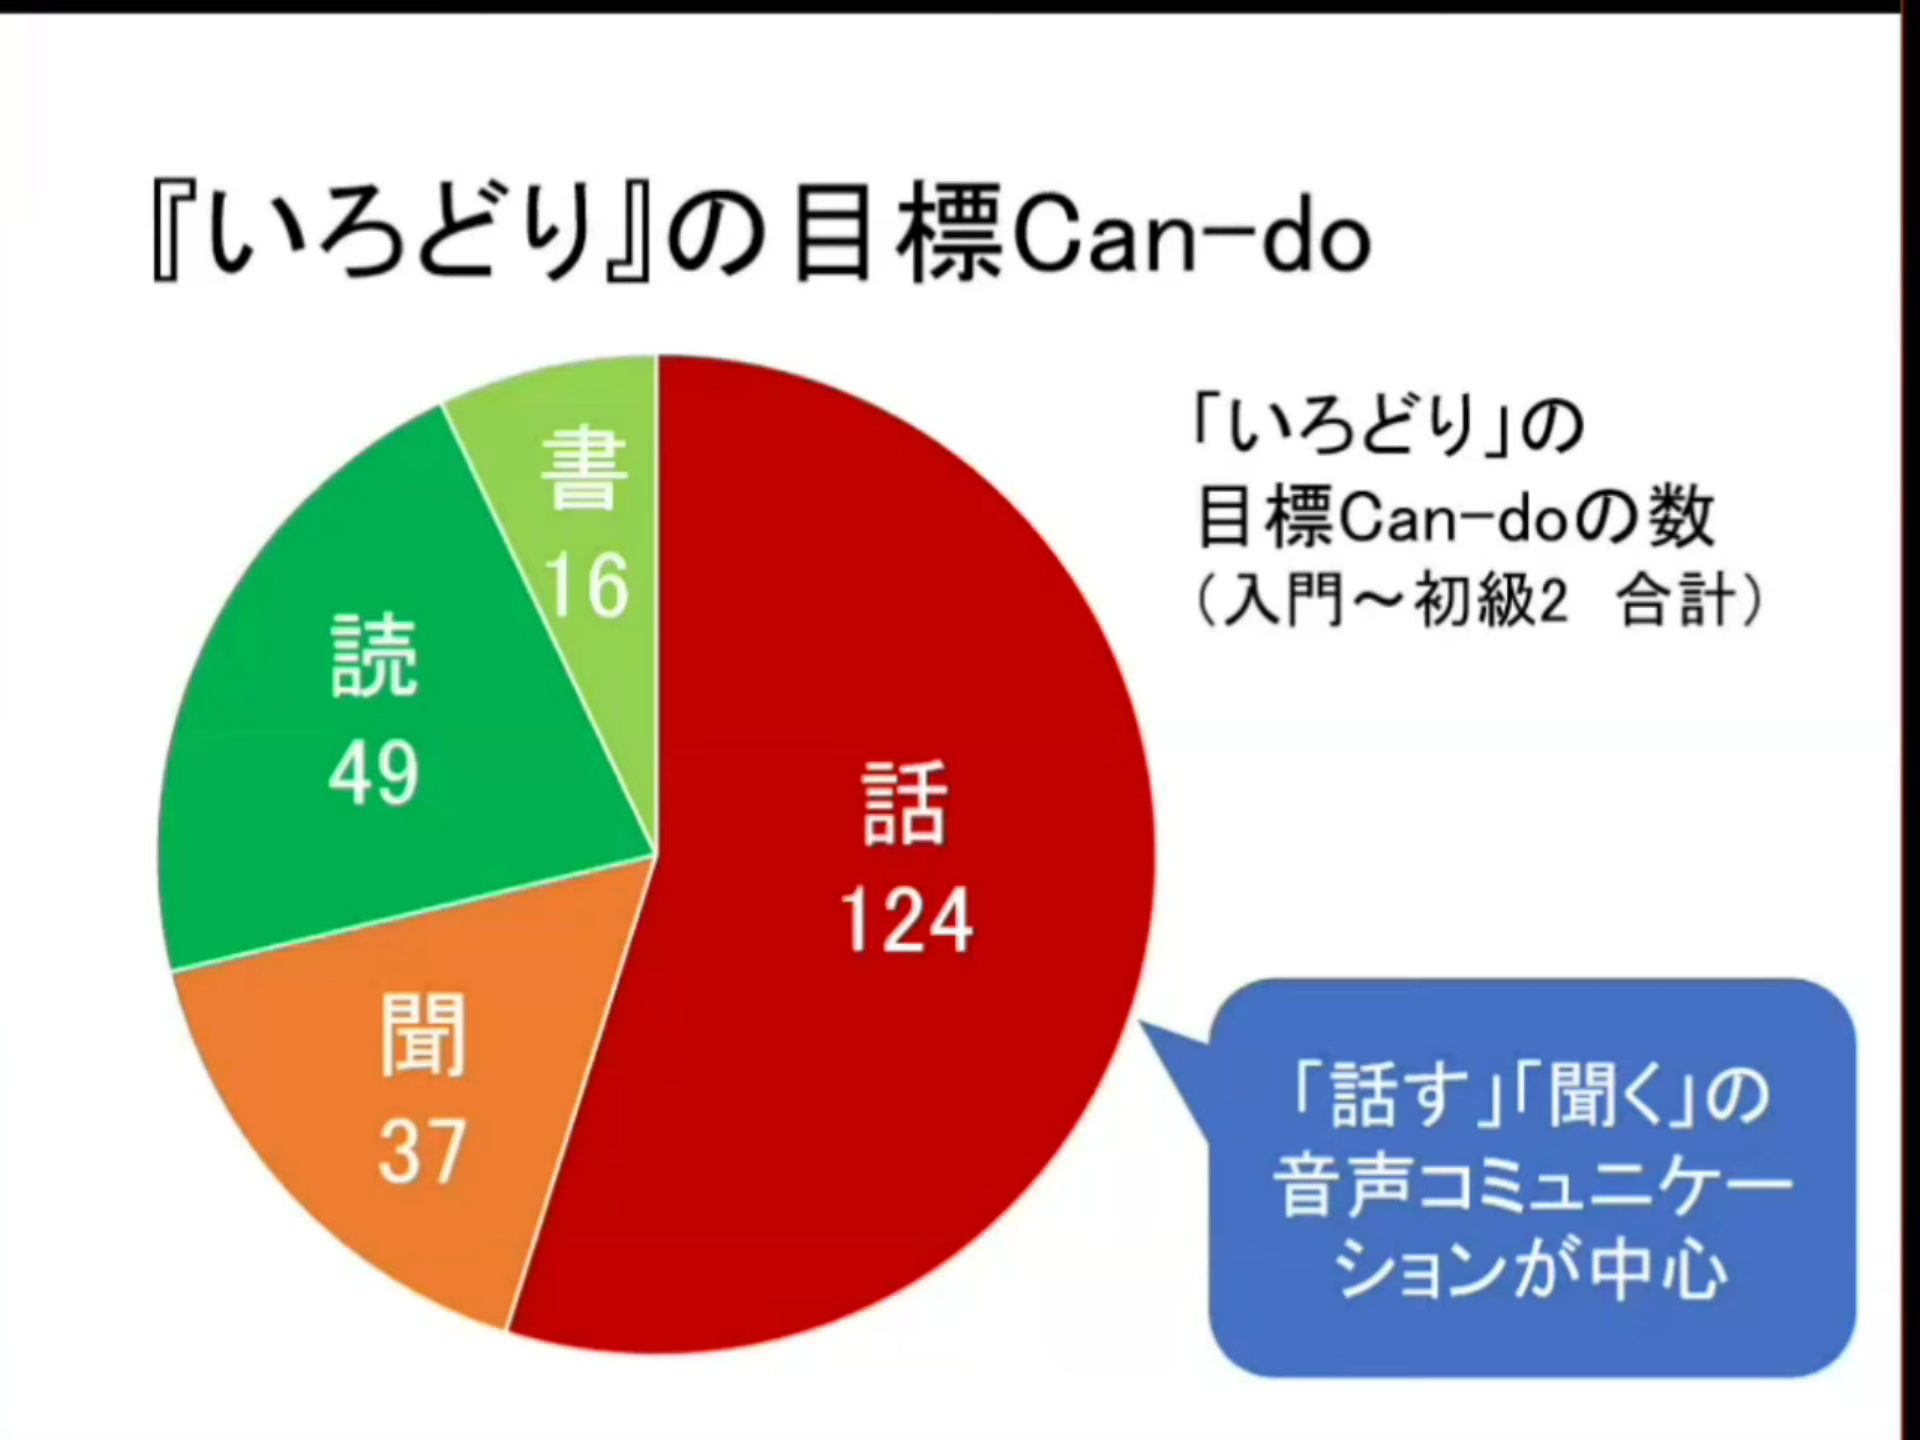 『いろどり』の目標Can-do
書
16
読
49
聞
37
話
124
「いろどり」の
目標Can-doの数
（入門～初級2　合計）
「話す」「聞く」の
音声コミュニケー
ションが中心